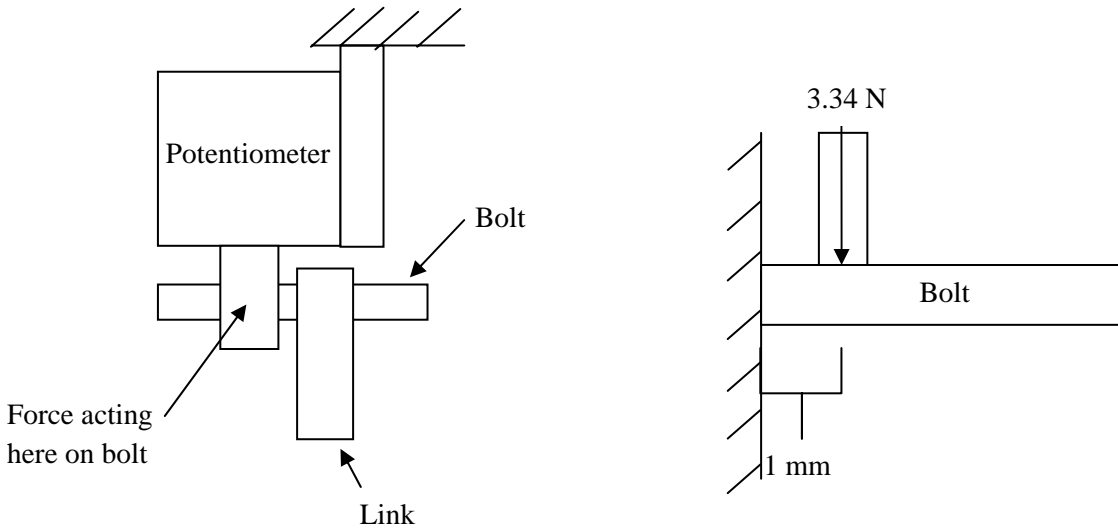 Potentiometer
Bolt
Force acting
here on bolt
Link
3.34 N
Bolt
1 mm